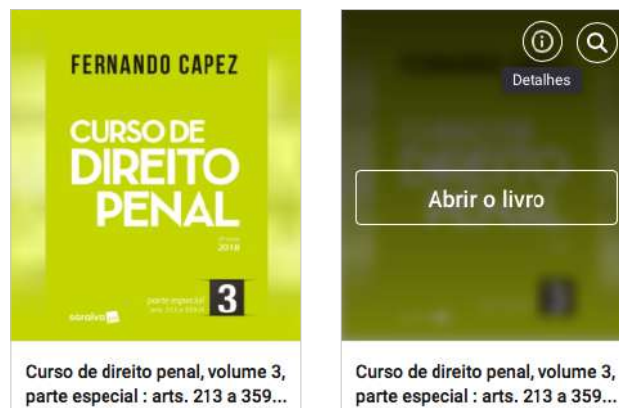 FERNANDO CAPEZ
CURSO DE
DIREITO
PENAL
2018
parte especial
3
saraiva
Curso de direito penal, volume 3,
parte especial : arts. 213 a 359...
Detalhes
Abrir o livro
Curso de direito penal, volume 3,
parte especial : arts. 213 a 359...